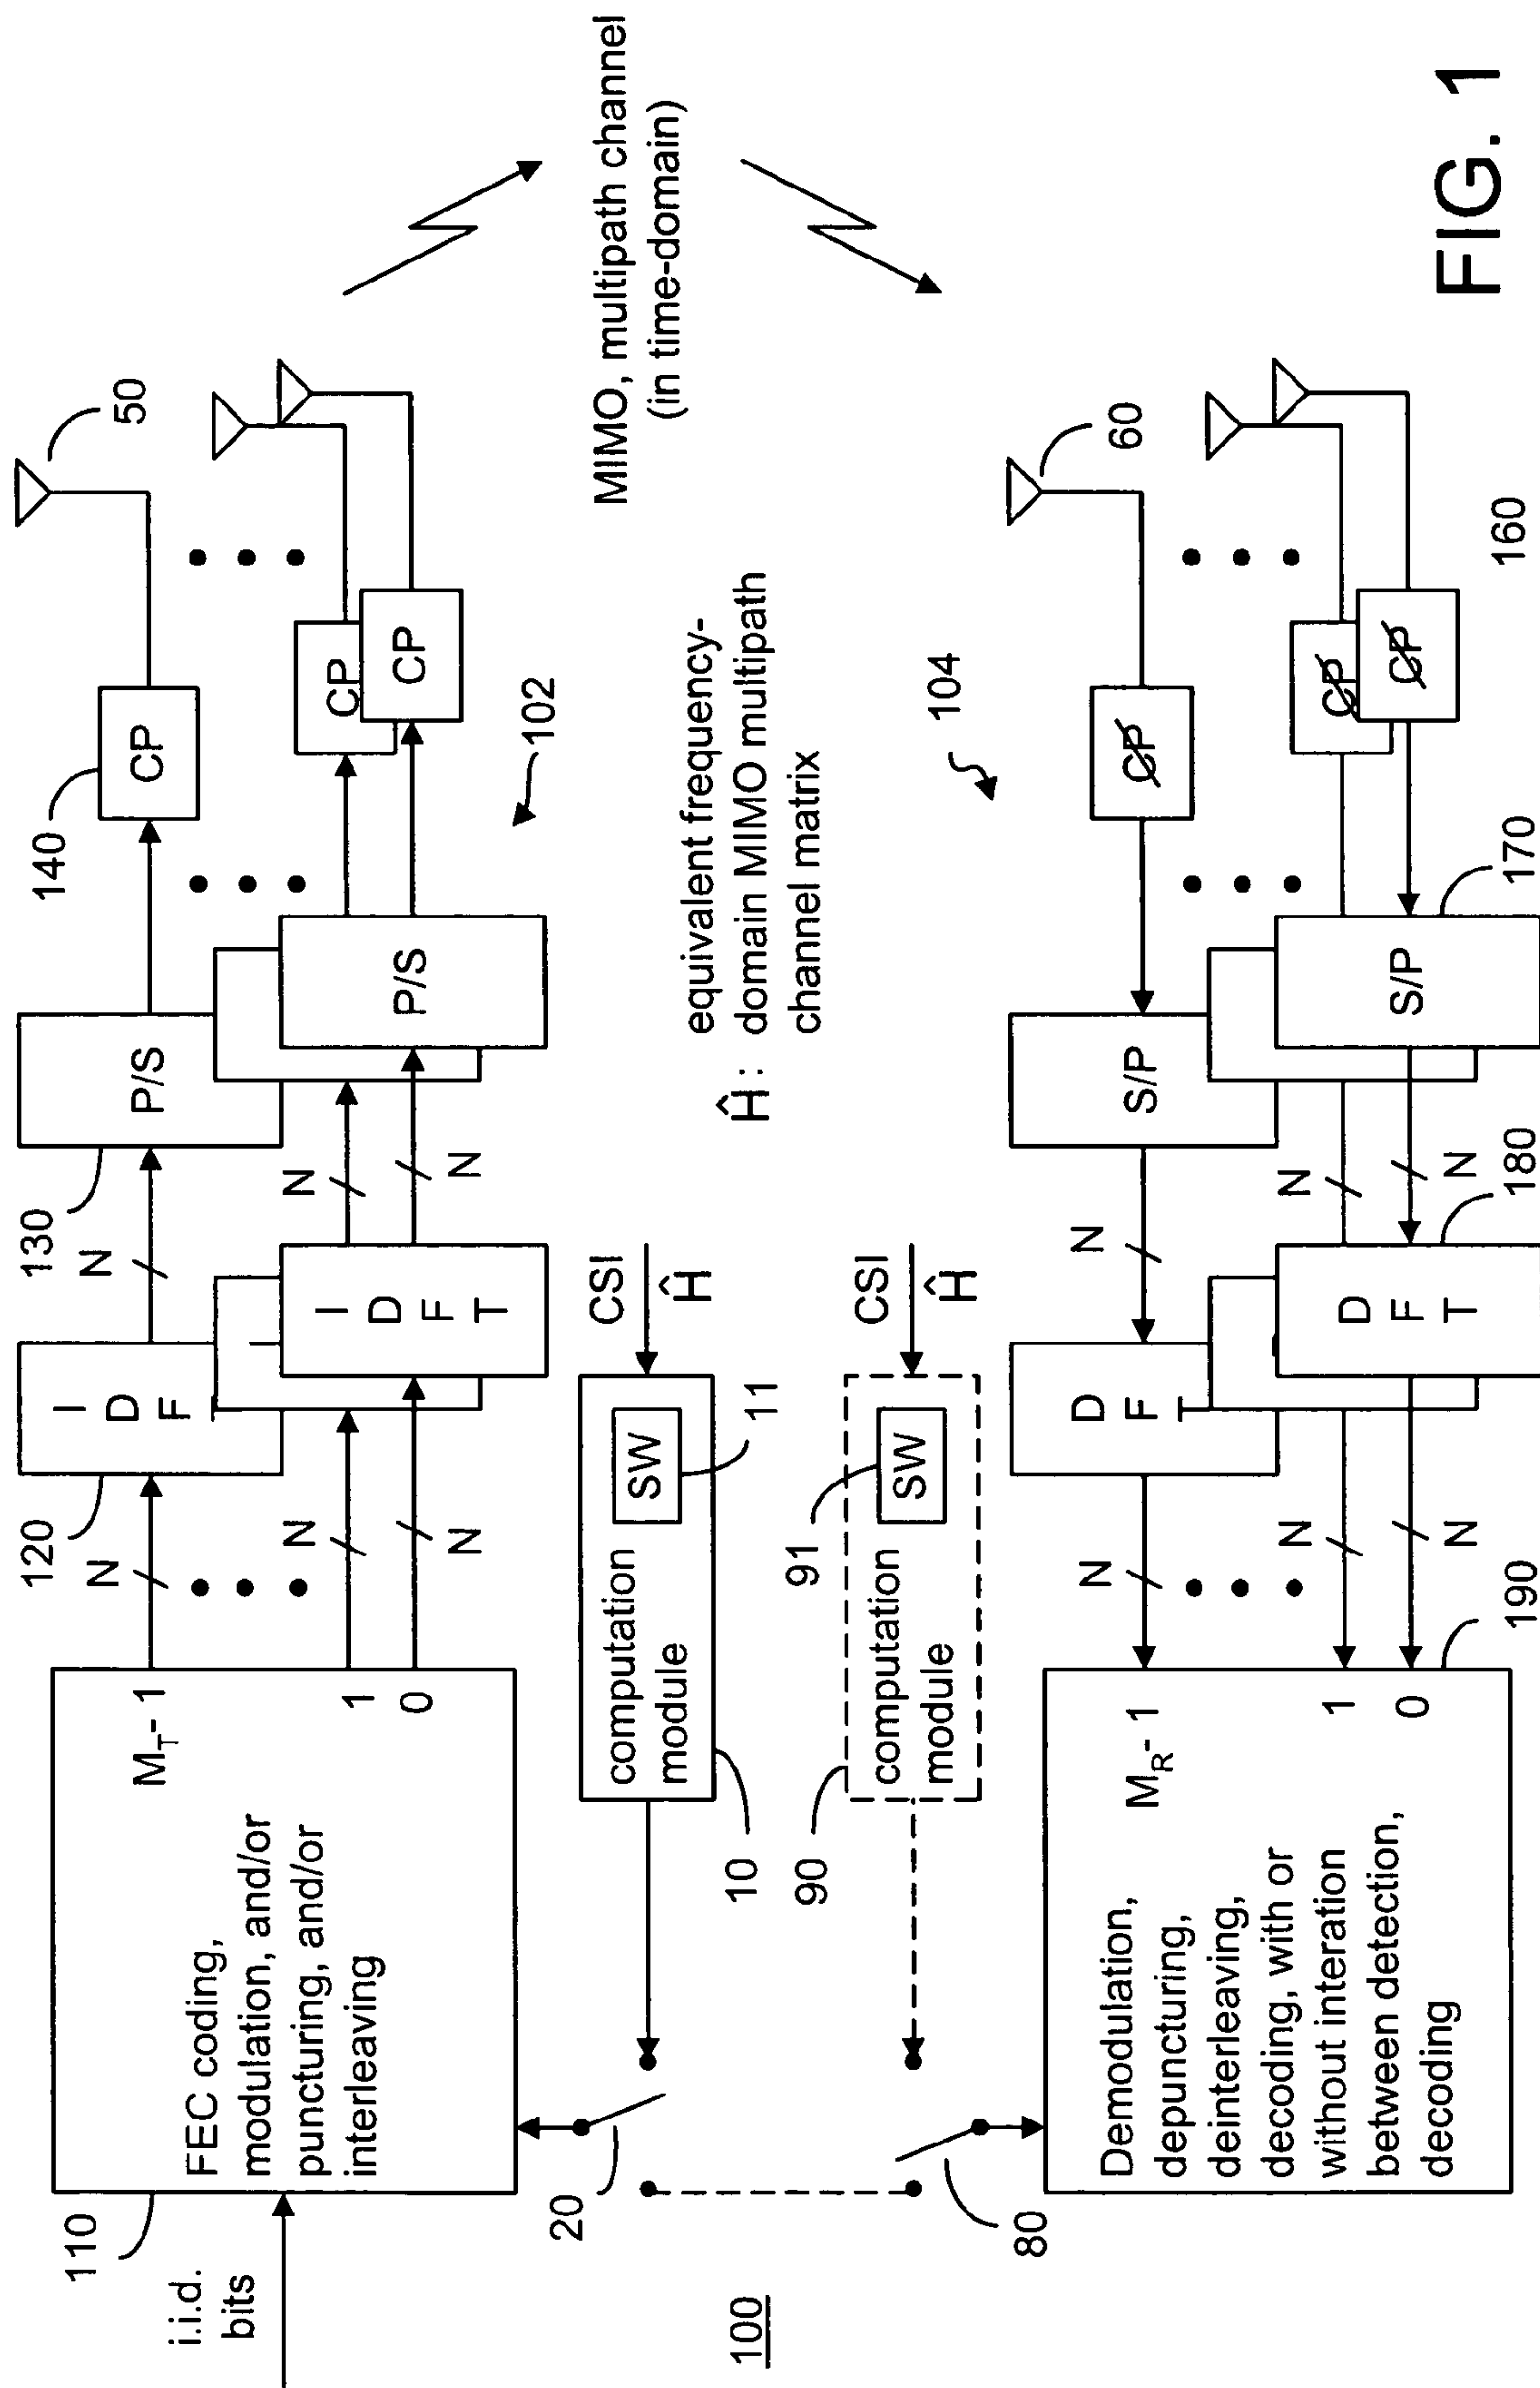 i.i.d.
bits
110
FEC coding,
modulation, and/or
puncturing, and/or
interleaving
M_T- 1
1
0
N
N
N
120
I
D
F
T
I
D
F
T
N
N
N
130
P/S
P/S
140
CP
CP
CP
50
102
MIMO, multipath channel
(in time-domain)
Ĥ :
equivalent frequency-
domain MIMO multipath
channel matrix
100
20
10
computation
module
SW
11
CSI
Ĥ
80
90
computation
module
SW
91
CSI
Ĥ
104
Demodulation,
depuncturing,
deinterleaving,
decoding, with or
without interation
between detection,
decoding
M_R- 1
1
0
190
N
N
N
D
F
T
D
F
T
180
N
N
N
S/P
S/P
170
CP
CP
CP
160
60
FIG. 1